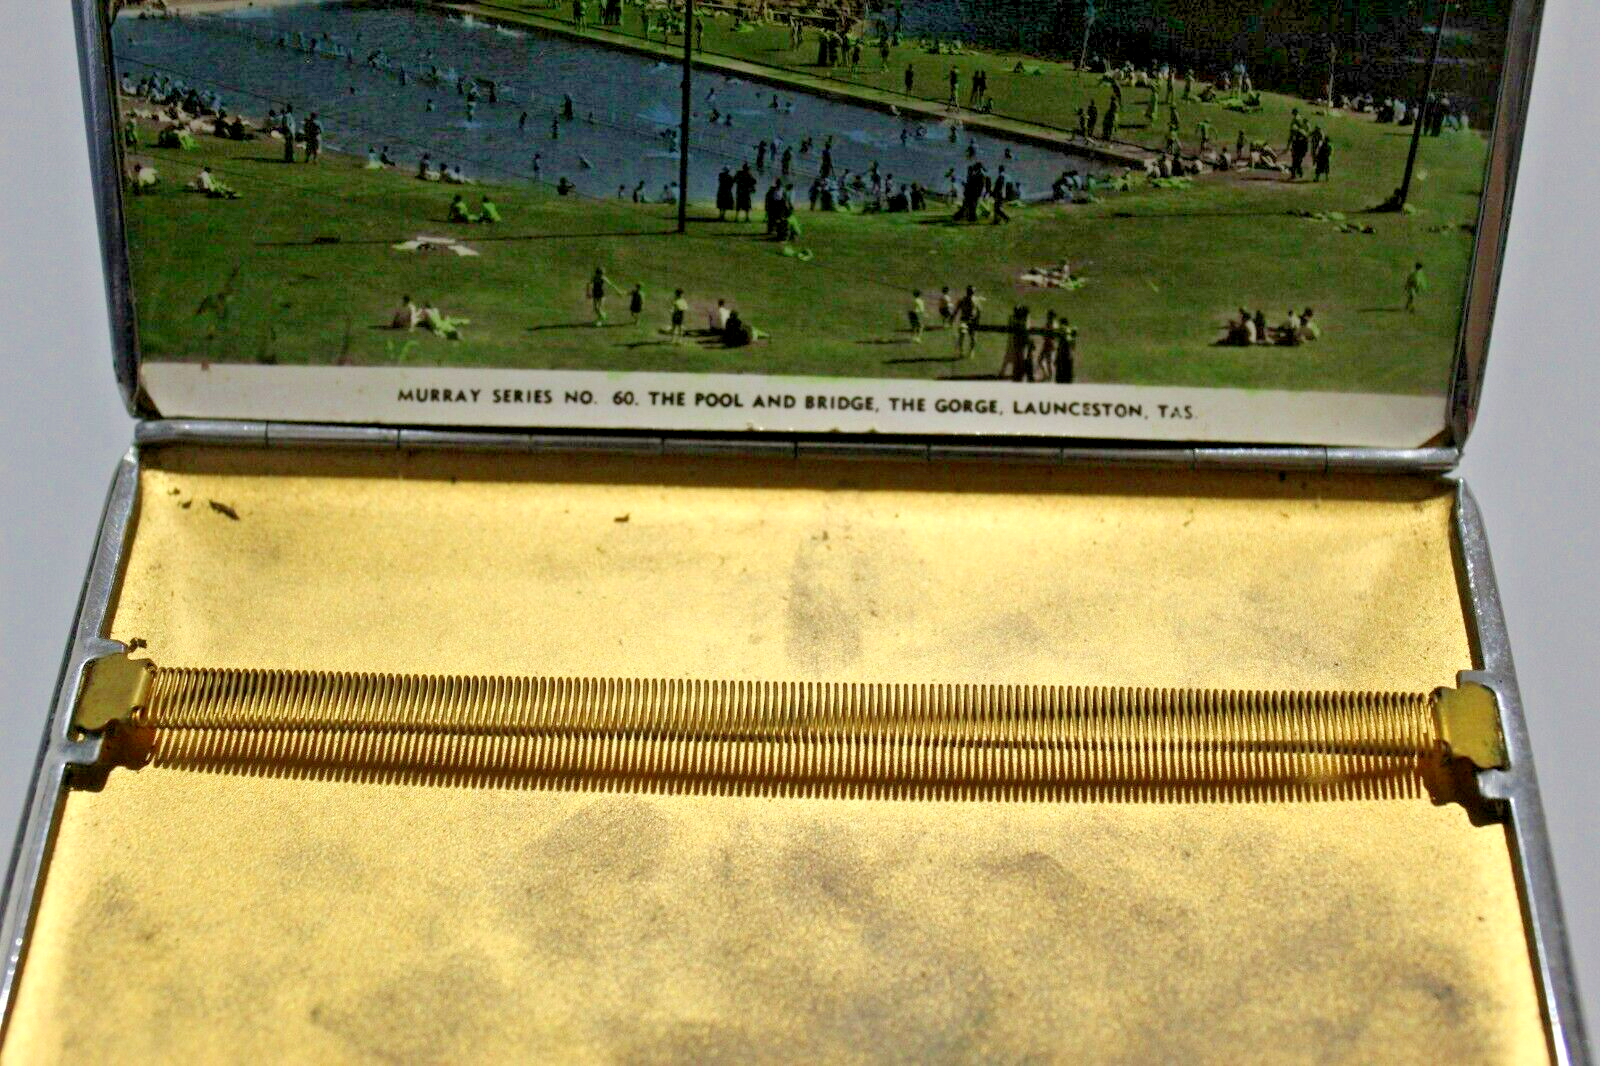 MURRAY SERIES NO. 60. THE POOL AND BRIDGE, THE GORGE, LAUNCESTON, TAS.